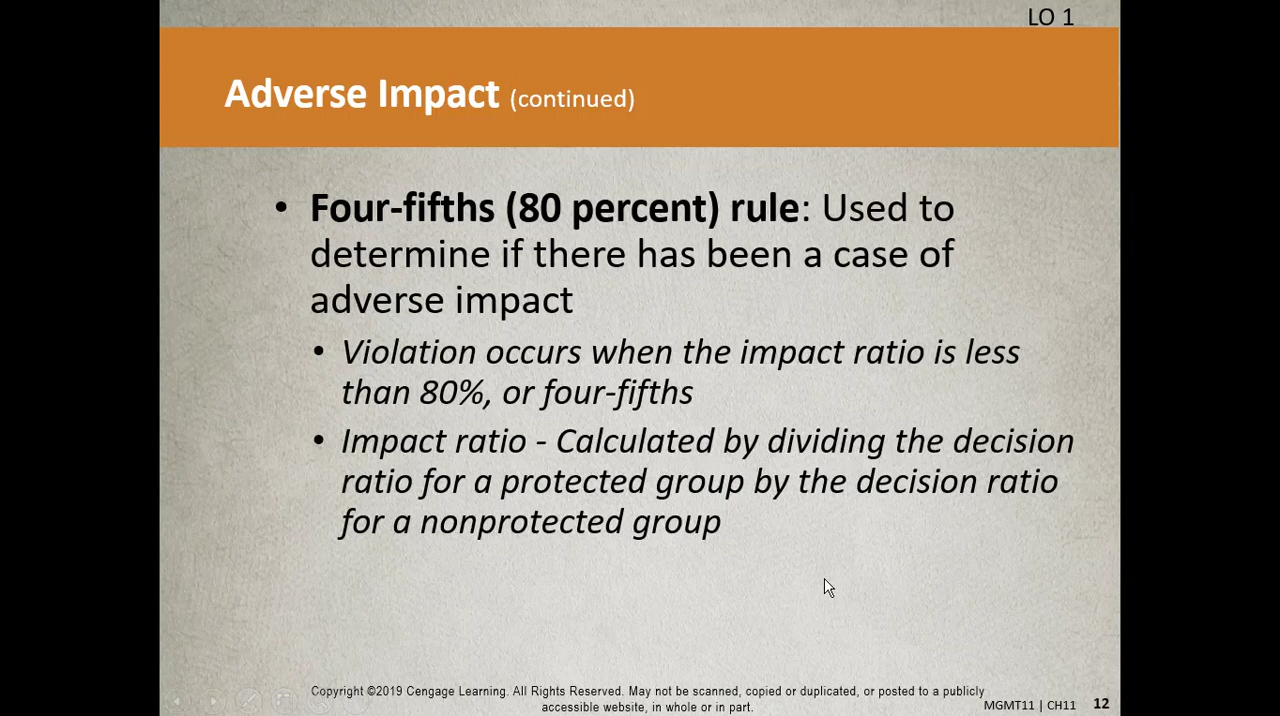 LO 1
Adverse Impact (continued)
• Four-fifths (80 percent) rule: Used to
determine if there has been a case of
adverse impact
• Violation occurs when the impact ratio is less
than 80%, or four-fifths
• Impact ratio - Calculated by dividing the decision
ratio for a protected group by the decision ratio
for a nonprotected group
Copyright ©2019 Cengage Learning. All Rights Reserved. May not be scanned, copied or duplicated, or posted to a publicly
accessible website, in whole or in part.
MGMT11 | CH11 12